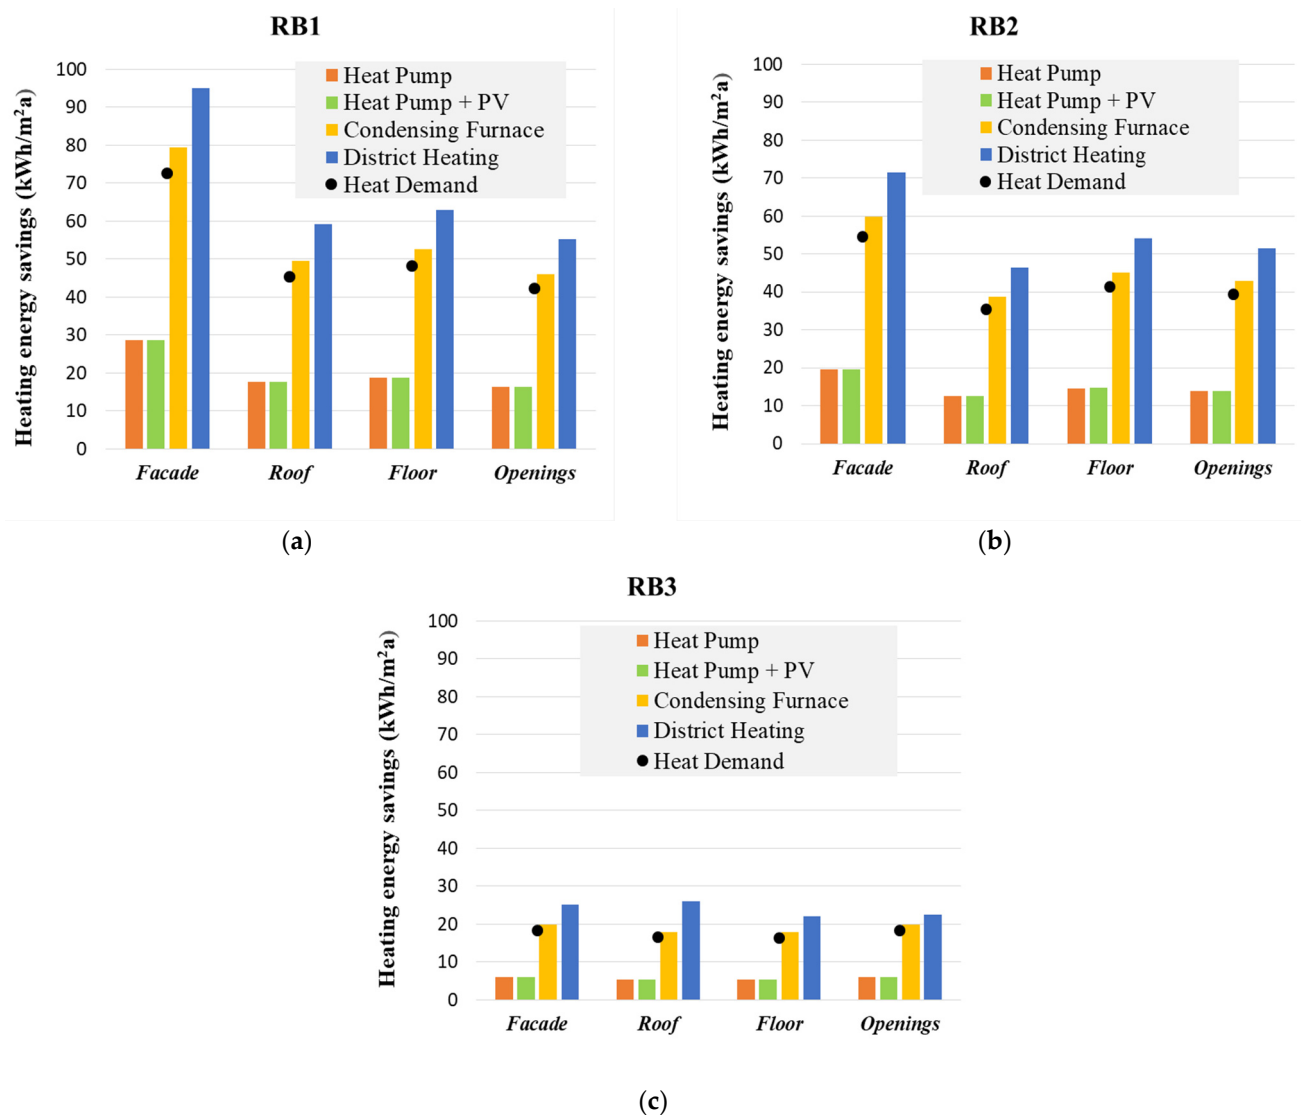 RB1
Heating energy savings (kWh/m²a)
100
90
80
70
60
50
40
30
20
10
0
Heat Pump
Heat Pump + PV
Condensing Furnace
District Heating
Heat Demand
Facade Roof Floor Openings
(a)
RB2
Heating energy savings (kWh/m²a)
100
90
80
70
60
50
40
30
20
10
0
Heat Pump
Heat Pump + PV
Condensing Furnace
District Heating
Heat Demand
Facade Roof Floor Openings
(b)
RB3
Heating energy savings (kWh/m²a)
100
90
80
70
60
50
40
30
20
10
0
Heat Pump
Heat Pump + PV
Condensing Furnace
District Heating
Heat Demand
Facade Roof Floor Openings
(c)